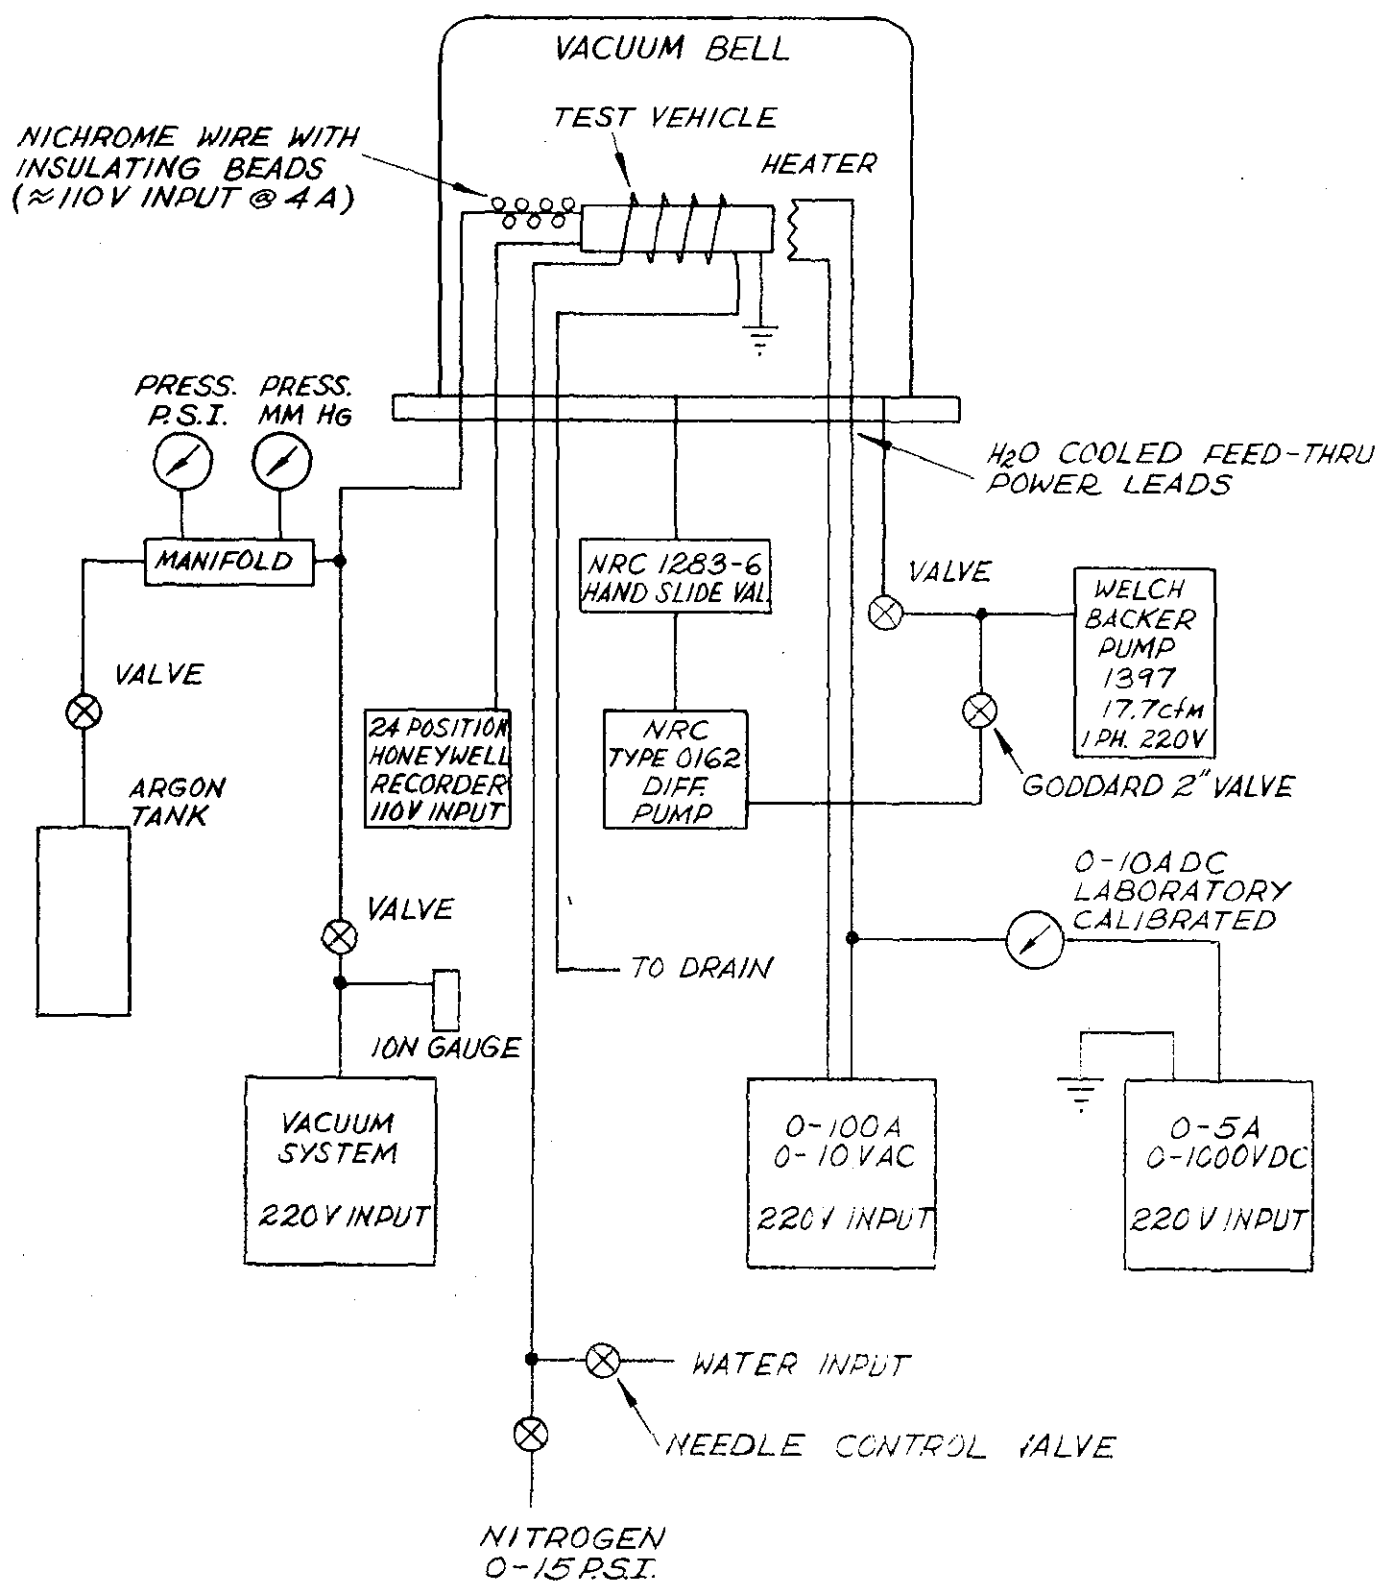 VACUUM BELL
TEST VEHICLE
NICHROME WIRE WITH
INSULATING BEADS
(≈110V INPUT @ 4A)
HEATER
PRESS.
P.S.I.
PRESS.
MM HG
H2O COOLED FEED-THRU
POWER LEADS
MANIFOLD
NRC 1283-6
HAND SLIDE VAL.
VALVE
WELCH
BACKER
PUMP
1397
17.7cfm
1 PH. 220V
VALVE
24 POSITION
HONEYWELL
RECORDER
110V INPUT
NRC
TYPE 0162
DIFF.
PUMP
GODDARD 2" VALVE
ARGON
TANK
0-10ADC
LABORATORY
CALIBRATED
VALVE
TO DRAIN
ION GAUGE
VACUUM
SYSTEM
220V INPUT
0-100A
0-10VAC
220V INPUT
0-5A
0-1000VDC
220V INPUT
WATER INPUT
NEEDLE CONTROL VALVE
NITROGEN
0-15 P.S.I.